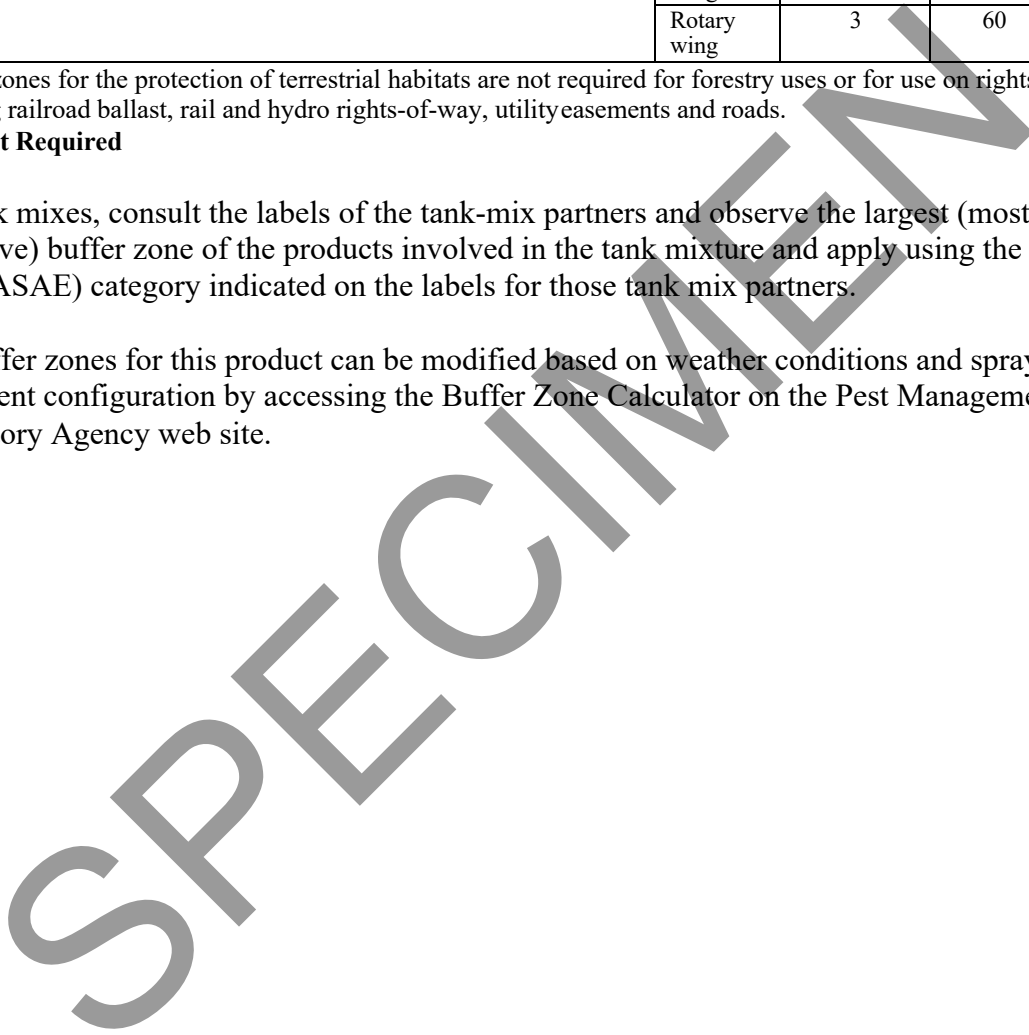 Rotary 3 60
wing
ones for the protection of terrestrial habitats are not required for forestry uses or for use on rights
railroad ballast, rail and hydro rights-of-way, utility easements and roads.
t Required
k mixes, consult the labels of the tank-mix partners and observe the largest (most
ve) buffer zone of the products involved in the tank mixture and apply using the
ASAE) category indicated on the labels for those tank mix partners.
ffer zones for this product can be modified based on weather conditions and spray
ent configuration by accessing the Buffer Zone Calculator on the Pest Manageme
ory Agency web site.
SPECIMEN